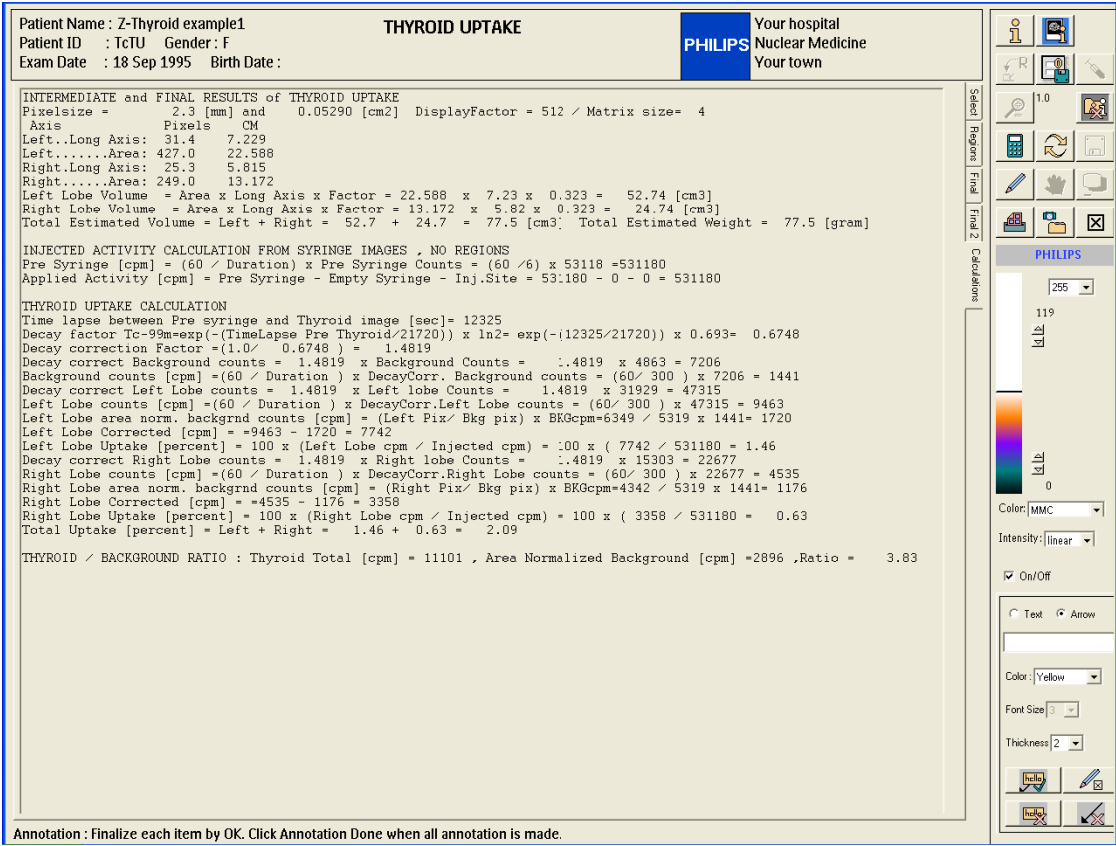 Patient Name : Z-Thyroid example1
Patient ID : TcTU Gender : F
Exam Date : 18 Sep 1995 Birth Date :
THYROID UPTAKE
PHILIPS
Your hospital
Nuclear Medicine
Your town
INTERMEDIATE and FINAL RESULTS of THYROID UPTAKE
Pixelsize = 2.3 [mm] and 0.05290 [cm2] DisplayFactor = 512 / Matrix size= 4
Axis Pixels CM
Left..Long Axis: 31.4 7.229
Left.......Area: 427.0 22.588
Right.Long Axis: 25.3 5.815
Right......Area: 249.0 13.172
Left Lobe Volume = Area x Long Axis x Factor = 22.588 x 7.23 x 0.323 = 52.74 [cm3]
Right Lobe Volume = Area x Long Axis x Factor = 13.172 x 5.82 x 0.323 = 24.74 [cm3]
Total Estimated Volume = Left + Right = 52.7 + 24.7 = 77.5 [cm3] Total Estimated Weight = 77.5 [gram]
INJECTED ACTIVITY CALCULATION FROM SYRINGE IMAGES , NO REGIONS
Pre Syringe [cpm] = (60 / Duration) x Pre Syringe Counts = (60 /6) x 53118 =531180
Applied Activity [cpm] = Pre Syringe - Empty Syringe - Inj.Site = 531180 - 0 - 0 = 531180
THYROID UPTAKE CALCULATION
Time lapse between Pre syringe and Thyroid image [sec]= 12325
Decay factor Tc-99m=exp(-(TimeLapse Pre Thyroid/21720)) x ln2= exp(-(12325/21720)) x 0.693= 0.6748
Decay correction Factor =(1.0/ 0.6748 ) = 1.4819
Decay correct Background counts = 1.4819 x Background Counts = 1.4819 x 4863 = 7206
Background counts [cpm] =(60 / Duration ) x DecayCorr. Background counts = (60/ 300 ) x 7206 = 1441
Decay correct Left Lobe counts = 1.4819 x Left lobe Counts = 1.4819 x 31929 = 47315
Left Lobe counts [cpm] =(60 / Duration ) x DecayCorr.Left Lobe counts = (60/ 300 ) x 47315 = 9463
Left Lobe area norm. backgrnd counts [cpm] = (Left Pix/ Bkg pix) x BKGcpm=6349 / 5319 x 1441= 1720
Left Lobe Corrected [cpm] = =9463 - 1720 = 7742
Left Lobe Uptake [percent] = 100 x (Left Lobe cpm / Injected cpm) = 100 x ( 7742 / 531180 = 1.46
Decay correct Right Lobe counts = 1.4819 x Right lobe Counts = 1.4819 x 15303 = 22677
Right Lobe counts [cpm] =(60 / Duration ) x DecayCorr.Right Lobe counts = (60/ 300 ) x 22677 = 4535
Right Lobe area norm. backgrnd counts [cpm] = (Right Pix/ Bkg pix) x BKGcpm=4342 / 5319 x 1441= 1176
Right Lobe Corrected [cpm] = =4535 - 1176 = 3358
Right Lobe Uptake [percent] = 100 x (Right Lobe cpm / Injected cpm) = 100 x ( 3358 / 531180 = 0.63
Total Uptake [percent] = Left + Right = 1.46 + 0.63 = 2.09
THYROID / BACKGROUND RATIO : Thyroid Total [cpm] = 11101 , Area Normalized Background [cpm] =2896 ,Ratio = 3.83
Select
Regions
Final
Final 2
Calculations
R
1.0
PHILIPS
255
119
0
Color: MMC
Intensity: linear
On/Off
Text Arrow
Color : Yellow
Font Size 3
Thickness 2
hello
hello
Annotation : Finalize each item by OK. Click Annotation Done when all annotation is made.